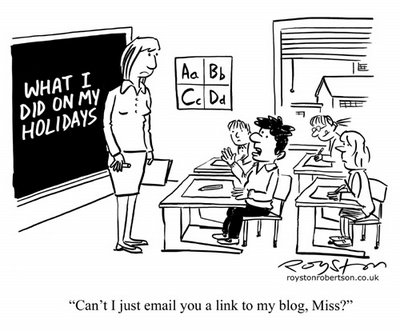 WHAT I
DID ON MY
HOLIDAYS
Aa Bb
Cc Dd
ROYSTON
roystonrobertson.co.uk
“Can’t I just email you a link to my blog, Miss?”